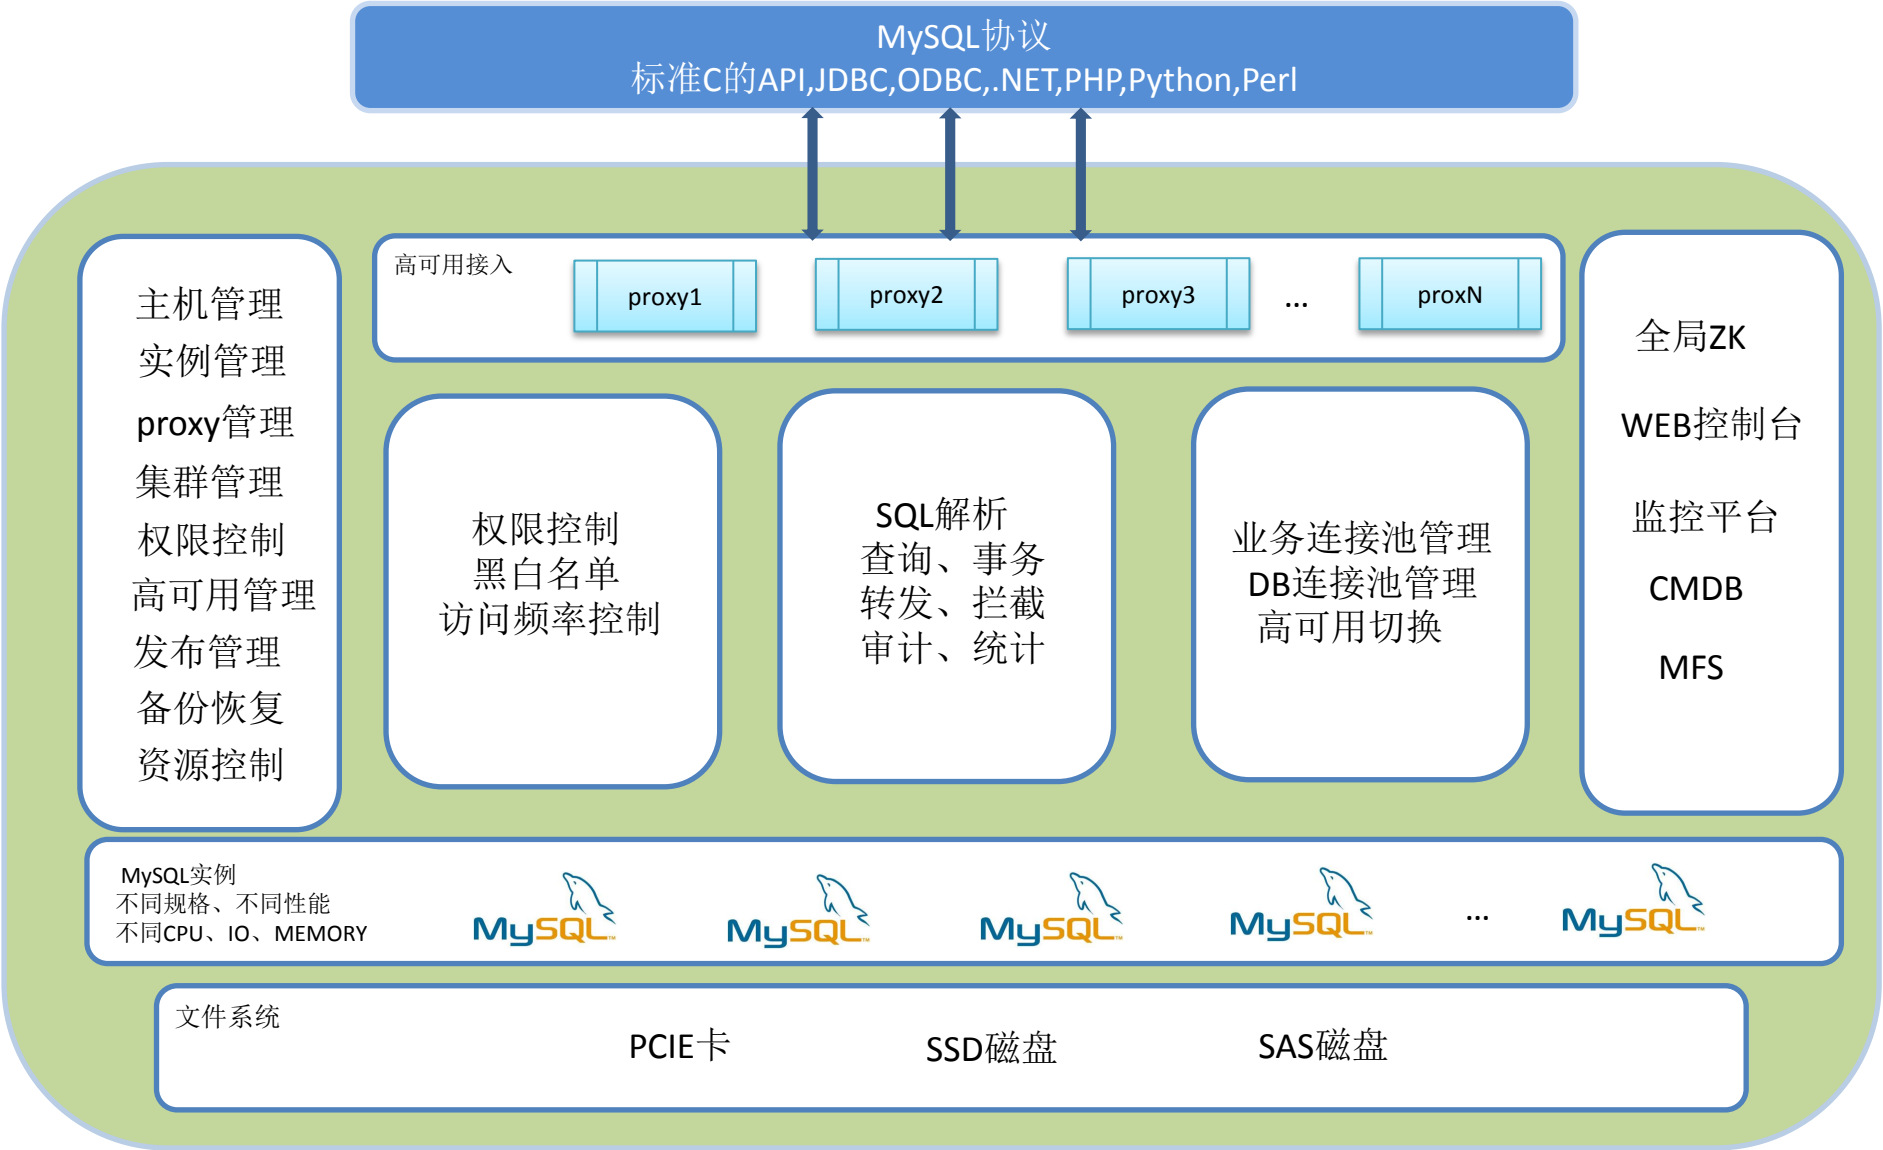 MySQL协议
标准C的API,JDBC,ODBC,.NET,PHP,Python,Perl
主机管理
实例管理
proxy管理
集群管理
权限控制
高可用管理
发布管理
备份恢复
资源控制
高可用接入
proxy1
proxy2
proxy3
...
proxN
权限控制
黑白名单
访问频率控制
SQL解析
查询、事务
转发、拦截
审计、统计
业务连接池管理
DB连接池管理
高可用切换
全局ZK
WEB控制台
监控平台
CMDB
MFS
MySQL实例
不同规格、不同性能
不同CPU、IO、MEMORY
MySQL™
MySQL™
MySQL™
MySQL™
...
MySQL™
文件系统
PCIE卡
SSD磁盘
SAS磁盘